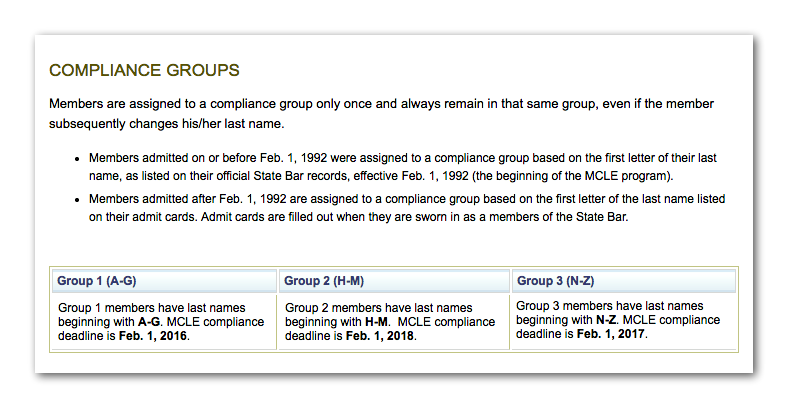 COMPLIANCE GROUPS
Members are assigned to a compliance group only once and always remain in that same group, even if the member
subsequently changes his/her last name.
• Members admitted on or before Feb. 1, 1992 were assigned to a compliance group based on the first letter of their last
name, as listed on their official State Bar records, effective Feb. 1, 1992 (the beginning of the MCLE program).
• Members admitted after Feb. 1, 1992 are assigned to a compliance group based on the first letter of the last name listed
on their admit cards. Admit cards are filled out when they are sworn in as a members of the State Bar.
Group 1 (A-G)
Group 1 members have last names
beginning with A-G. MCLE compliance
deadline is Feb. 1, 2016.
Group 2 (H-M)
Group 2 members have last names
beginning with H-M. MCLE compliance
deadline is Feb. 1, 2018.
Group 3 (N-Z)
Group 3 members have last names
beginning with N-Z. MCLE compliance
deadline is Feb. 1, 2017.